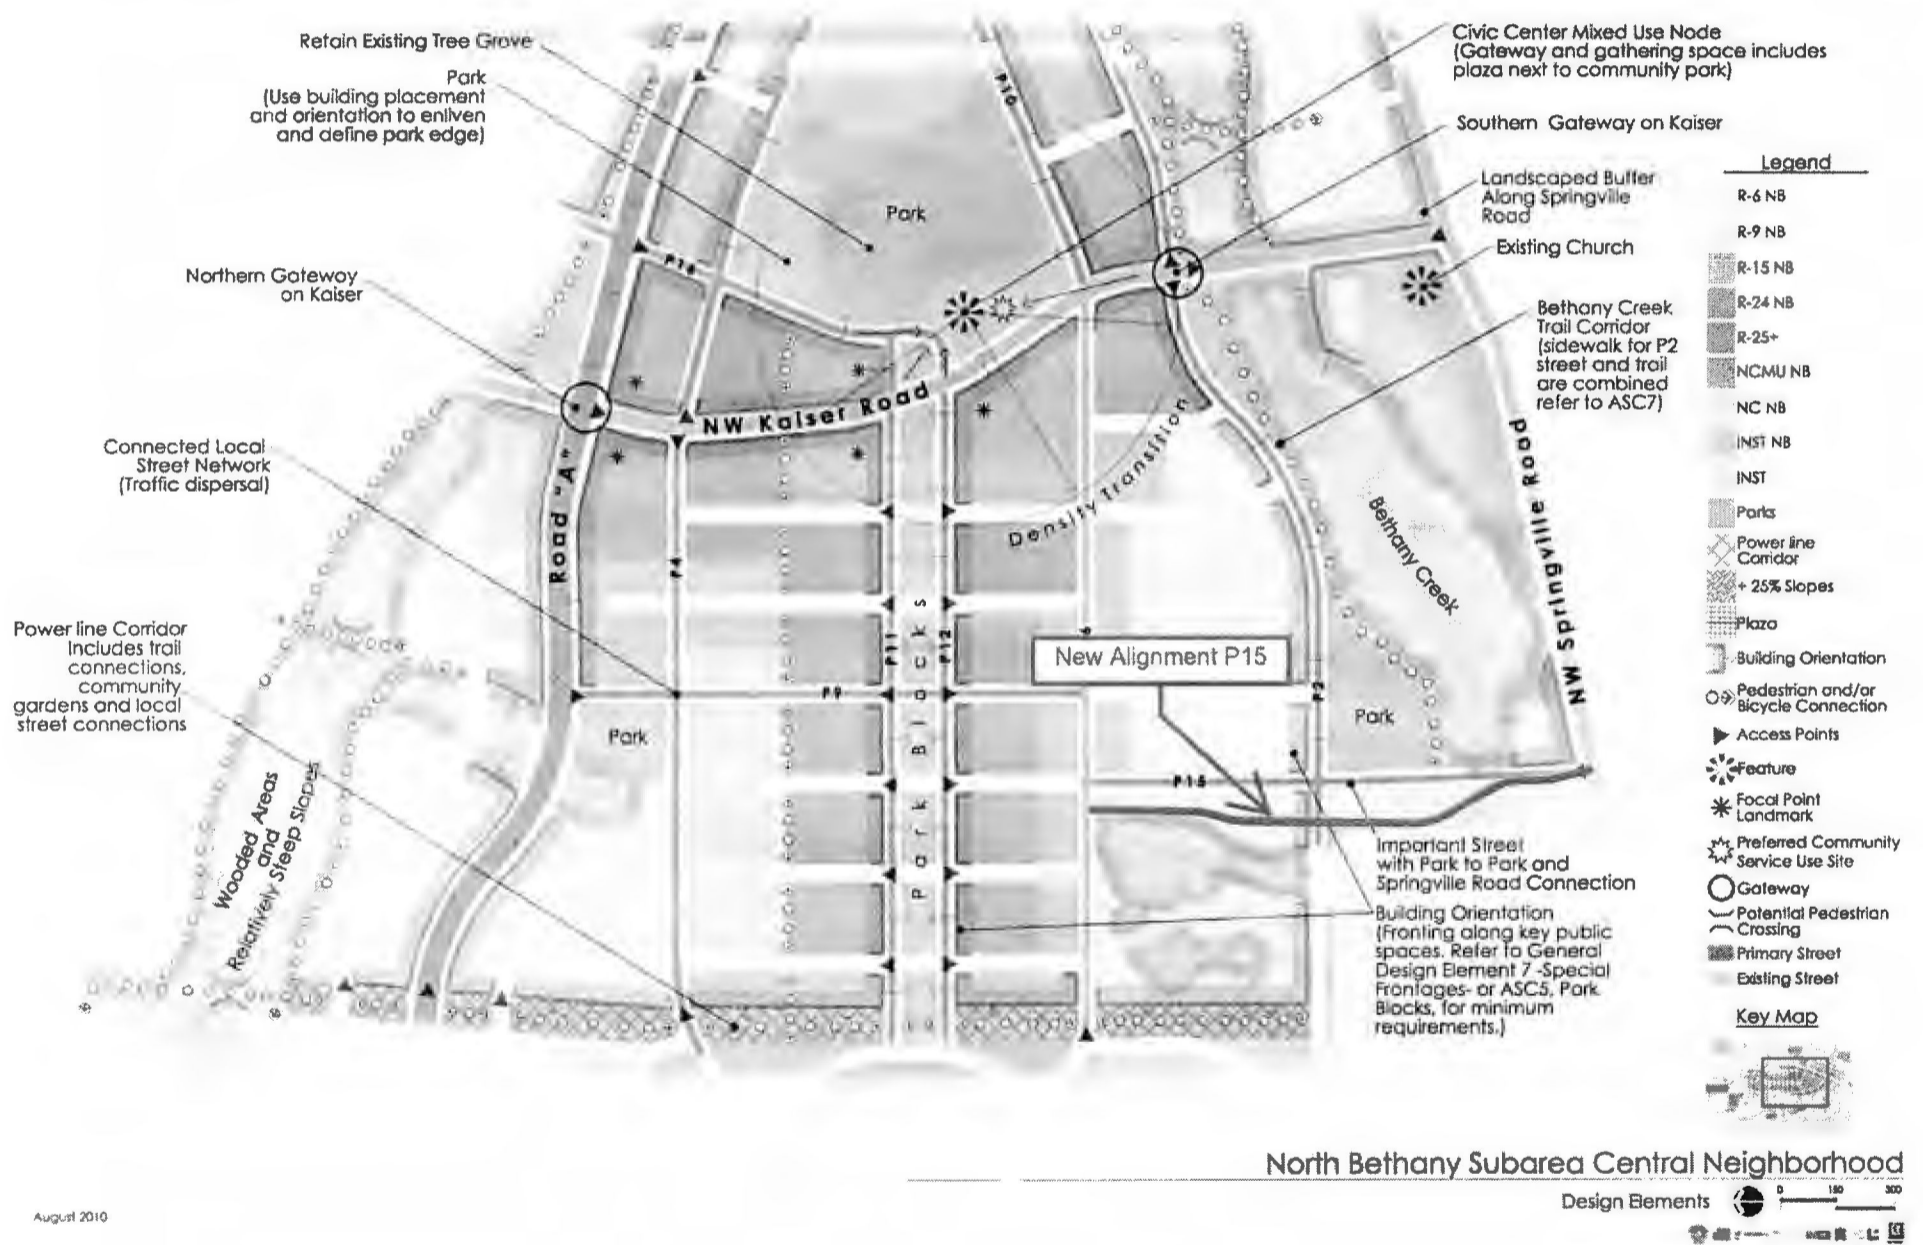 Retain Existing Tree Grove
Park
(Use building placement
and orientation to enliven
and define park edge)
Northern Gateway
on Kaiser
Connected Local
Street Network
(Traffic dispersal)
Power line Corridor
Includes trail
connections,
community
gardens and local
street connections
Civic Center Mixed Use Node
(Gateway and gathering space includes
plaza next to community park)
Southern Gateway on Kaiser
Landscaped Buffer
Along Springville
Road
Existing Church
Bethany Creek
Trail Corridor
(sidewalk for P2
street and trail
are combined
refer to ASC7)
P10
Park
P16
NW Kaiser Road
Road "A"
Density Transition
Bethany Creek
NW Springville Road
P4
P11
Park Blocks
P12
6
P9
P2
New Alignment P15
Park
Park
P15
Wooded Areas
and
Relatively Steep Slopes
Important Street
with Park to Park and
Springville Road Connection
Building Orientation
(Fronting along key public
spaces. Refer to General
Design Element 7 -Special
Frontages- or ASC5, Park
Blocks, for minimum
requirements.)
Legend
R-6 NB
R-9 NB
R-15 NB
R-24 NB
R-25+
NCMU NB
NC NB
INST NB
INST
Parks
Power line
Corridor
+ 25% Slopes
Plaza
Building Orientation
Pedestrian and/or
Bicycle Connection
Access Points
Feature
Focal Point
Landmark
Preferred Community
Service Use Site
Gateway
Potential Pedestrian
Crossing
Primary Street
Existing Street
Key Map
North Bethany Subarea Central Neighborhood
Design Elements
0 150 300
August 2010